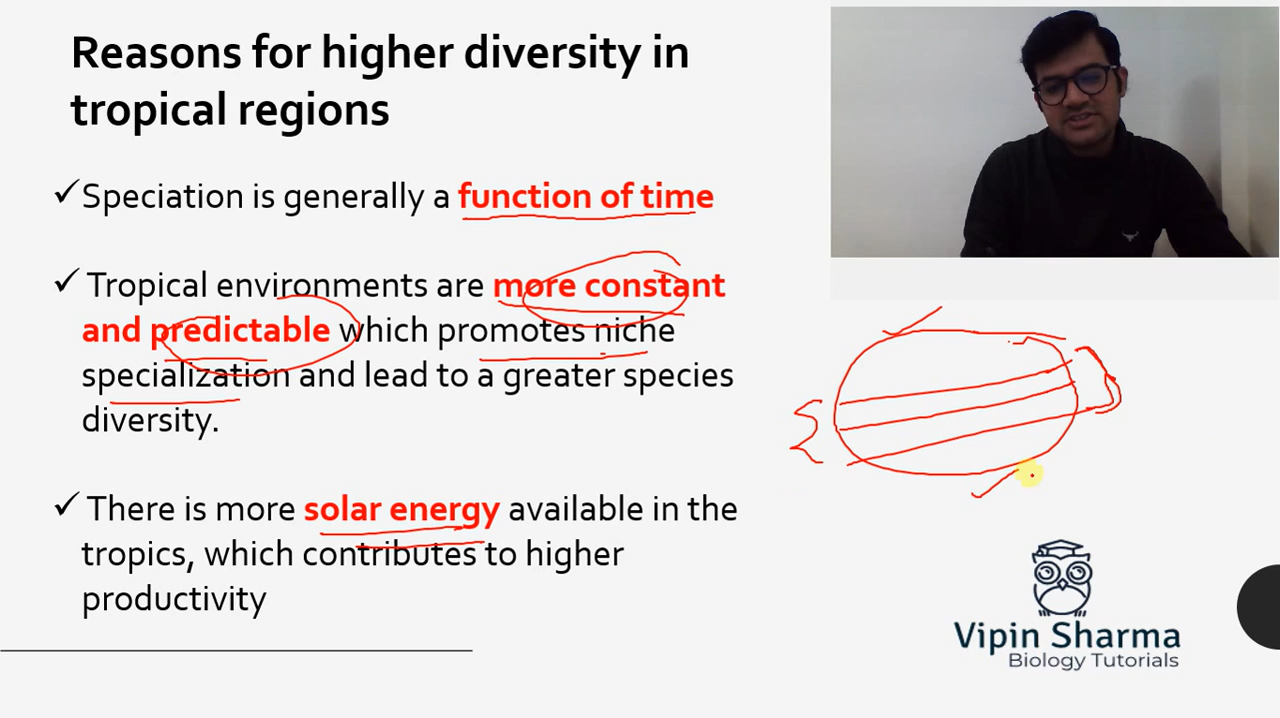 Reasons for higher diversity in
tropical regions
✓Speciation is generally a function of time
✓ Tropical environments are more constant
and predictable which promotes niche
specialization and lead to a greater species
diversity.
✓ There is more solar energy available in the
tropics, which contributes to higher
productivity
Vipin Sharma
Biology Tutorials